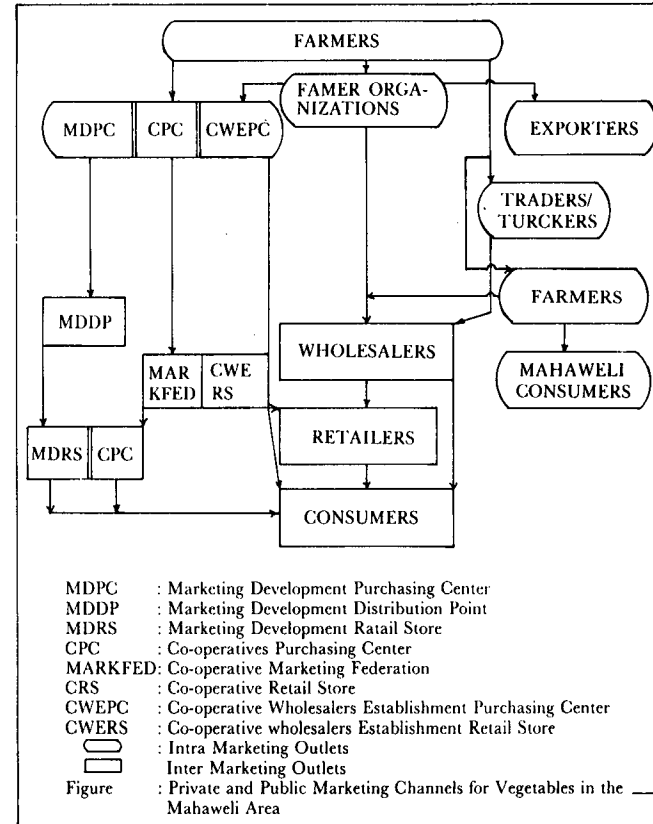 FARMERS
FAMER ORGA-
NIZATIONS
MDPC CPC CWEPC
EXPORTERS
TRADERS/
TURCKERS
FARMERS
MDDP
WHOLESALERS
MAR
KFED
CWE
RS
MAHAWELI
CONSUMERS
RETAILERS
MDRS CPC
CONSUMERS
MDPC : Marketing Development Purchasing Center
MDDP : Marketing Development Distribution Point
MDRS : Marketing Development Ratail Store
CPC : Co-operatives Purchasing Center
MARKFED: Co-operative Marketing Federation
CRS : Co-operative Retail Store
CWEPC : Co-operative Wholesalers Establishment Purchasing Center
CWERS : Co-operative wholesalers Establishment Retail Store
: Intra Marketing Outlets
Inter Marketing Outlets
Figure : Private and Public Marketing Channels for Vegetables in the
Mahaweli Area